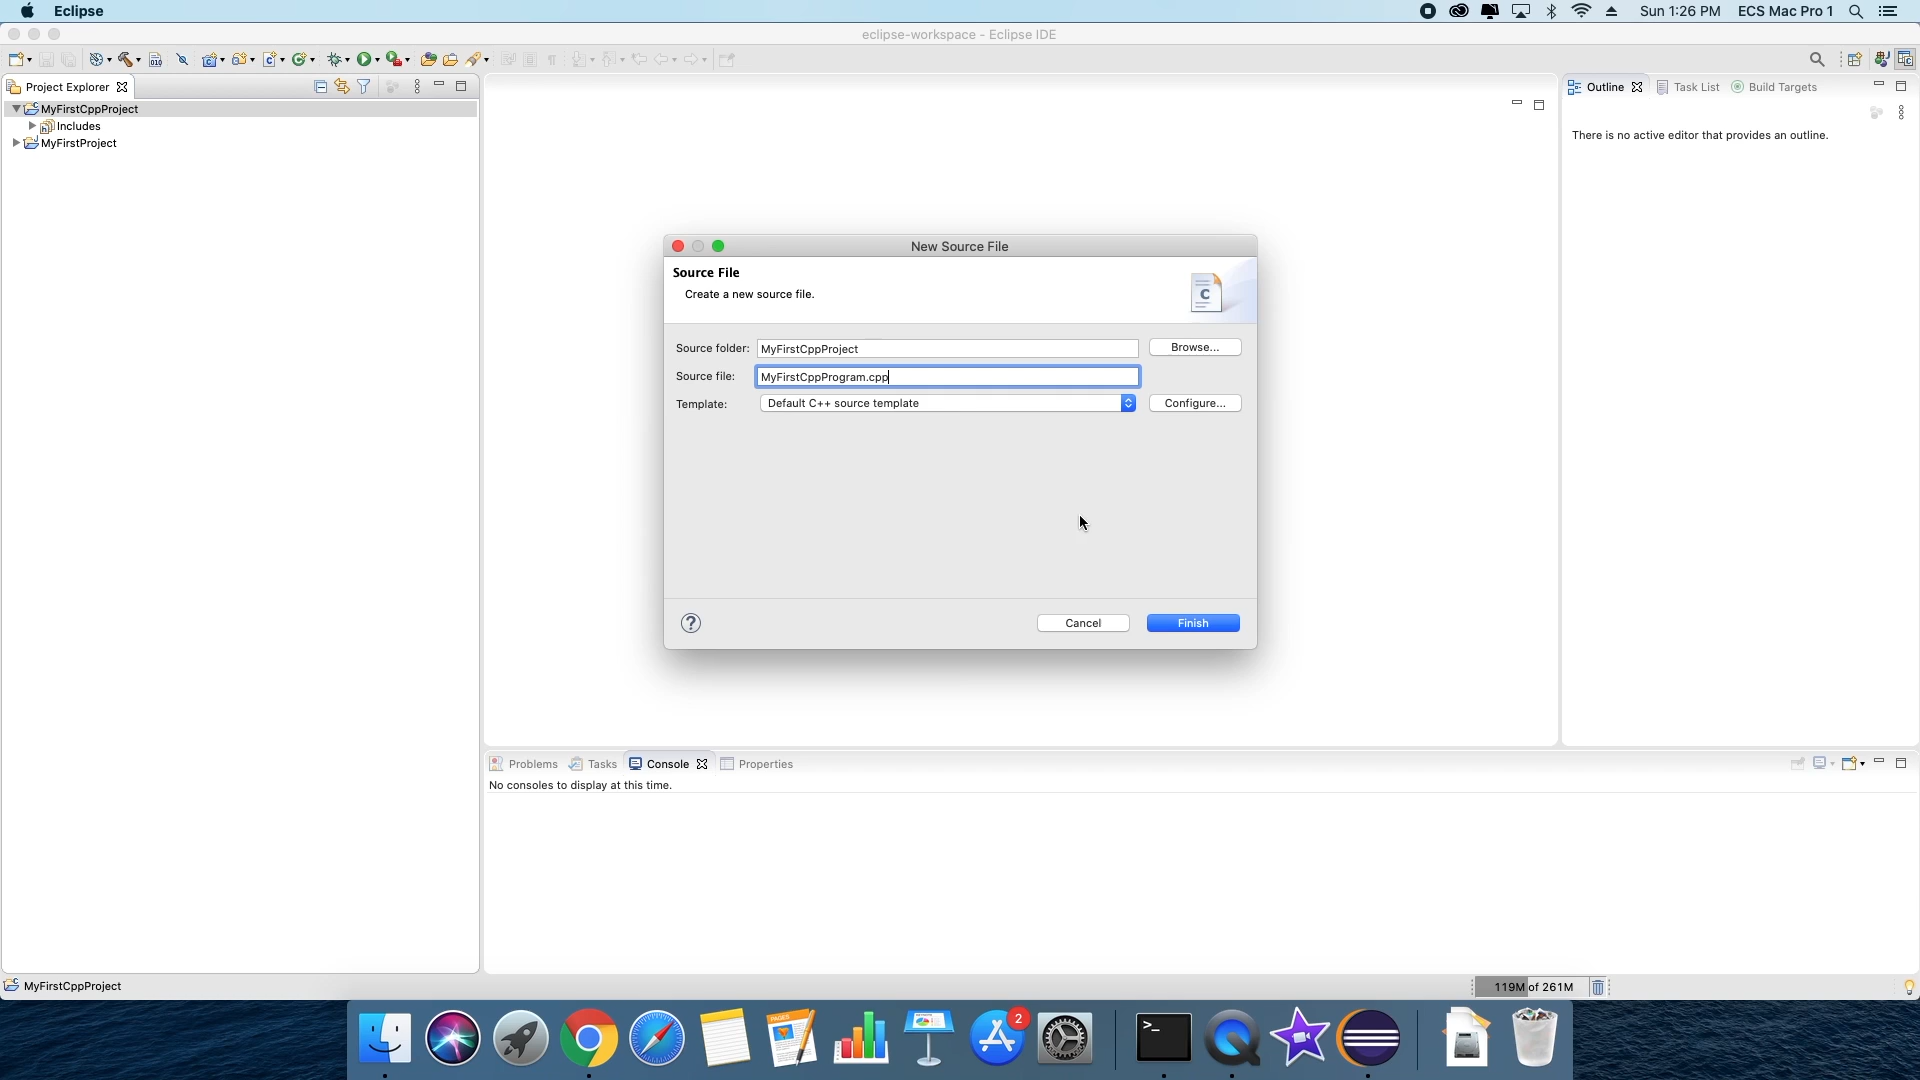 Eclipse
Sun 1:26 PM ECS Mac Pro 1
eclipse-workspace - Eclipse IDE
Project Explorer
MyFirstCppProject
Includes
MyFirstProject
Outline Task List Build Targets
There is no active editor that provides an outline.
New Source File
Source File
Create a new source file.
C
Source folder: MyFirstCppProject Browse...
Source file: MyFirstCppProgram.cpp
Template: Default C++ source template Configure...
? Cancel Finish
Problems Tasks Console Properties
No consoles to display at this time.
MyFirstCppProject
119M of 261M
PAGES
2
>_